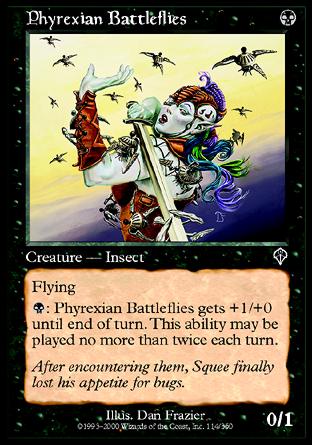 Phyrexian Battleflies
Creature — Insect
Flying
: Phyrexian Battleflies gets +1/+0
until end of turn. This ability may be
played no more than twice each turn.
After encountering them, Squee finally
lost his appetite for bugs.
Illus. Dan Frazier
©1993–2000 Wizards of the Coast, Inc. 114/350
0/1